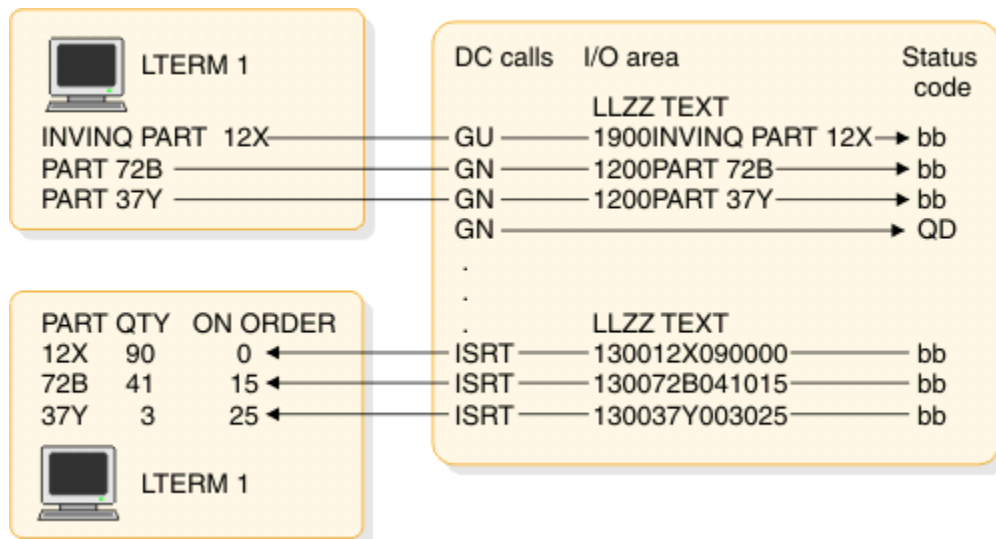 LTERM 1
INVINQ PART 12X
PART 72B
PART 37Y
DC calls I/O area Status code
LLZZ TEXT
GU 1900INVINQ PART 12X bb
GN 1200PART 72B bb
GN 1200PART 37Y bb
GN QD
.
.
.
LLZZ TEXT
ISRT 130012X090000 bb
ISRT 130072B041015 bb
ISRT 130037Y003025 bb
PART QTY ON ORDER
12X 90 0
72B 41 15
37Y 3 25
LTERM 1